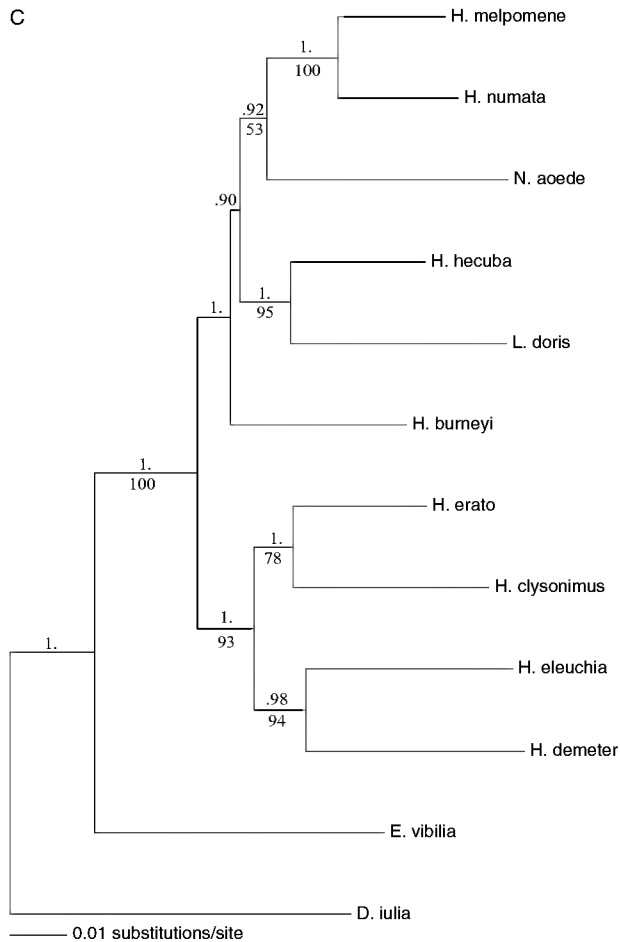 C
H. melpomene
1.
100
H. numata
.92
53
N. aoede
.90
H. hecuba
1.
95
1.
L. doris
H. burneyi
1.
100
H. erato
1.
78
H. clysonimus
1.
93
1.
H. eleuchia
.98
94
H. demeter
E. vibilia
D. iulia
0.01 substitutions/site